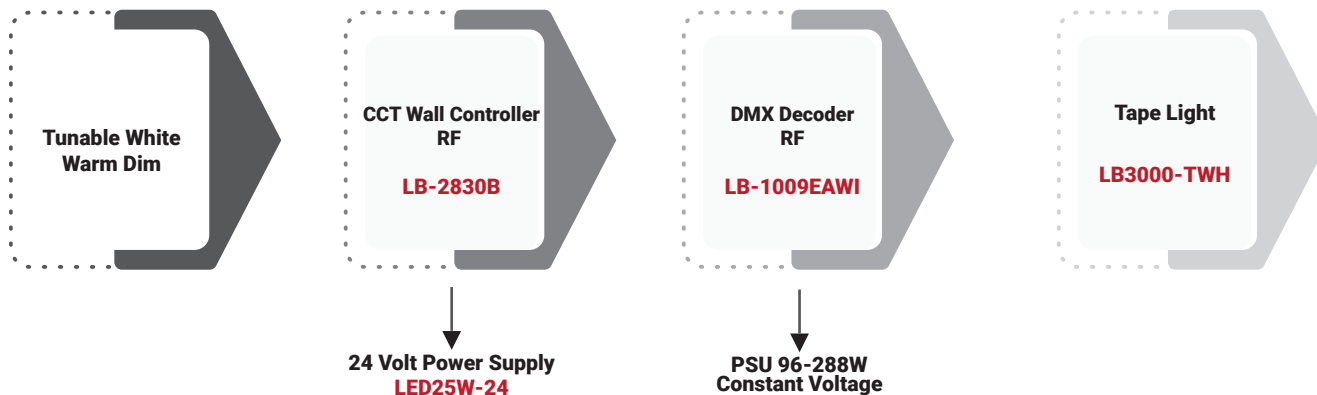 Tunable White
Warm Dim
CCT Wall Controller
RF
LB-2830B
DMX Decoder
RF
LB-1009EAWI
Tape Light
LB3000-TWH
24 Volt Power Supply
LED25W-24
PSU 96-288W
Constant Voltage